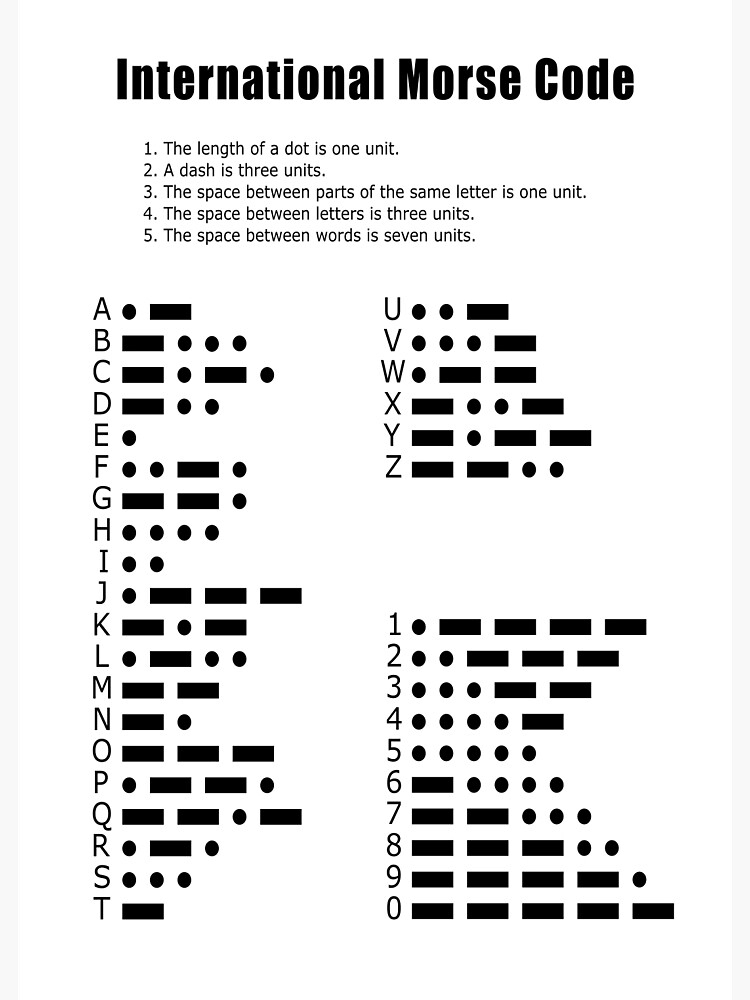 International Morse Code
1. The length of a dot is one unit.
2. A dash is three units.
3. The space between parts of the same letter is one unit.
4. The space between letters is three units.
5. The space between words is seven units.
A
B
C
D
E
F
G
H
I
J
K
L
M
N
O
P
Q
R
S
T
U
V
W
X
Y
Z
1
2
3
4
5
6
7
8
9
0